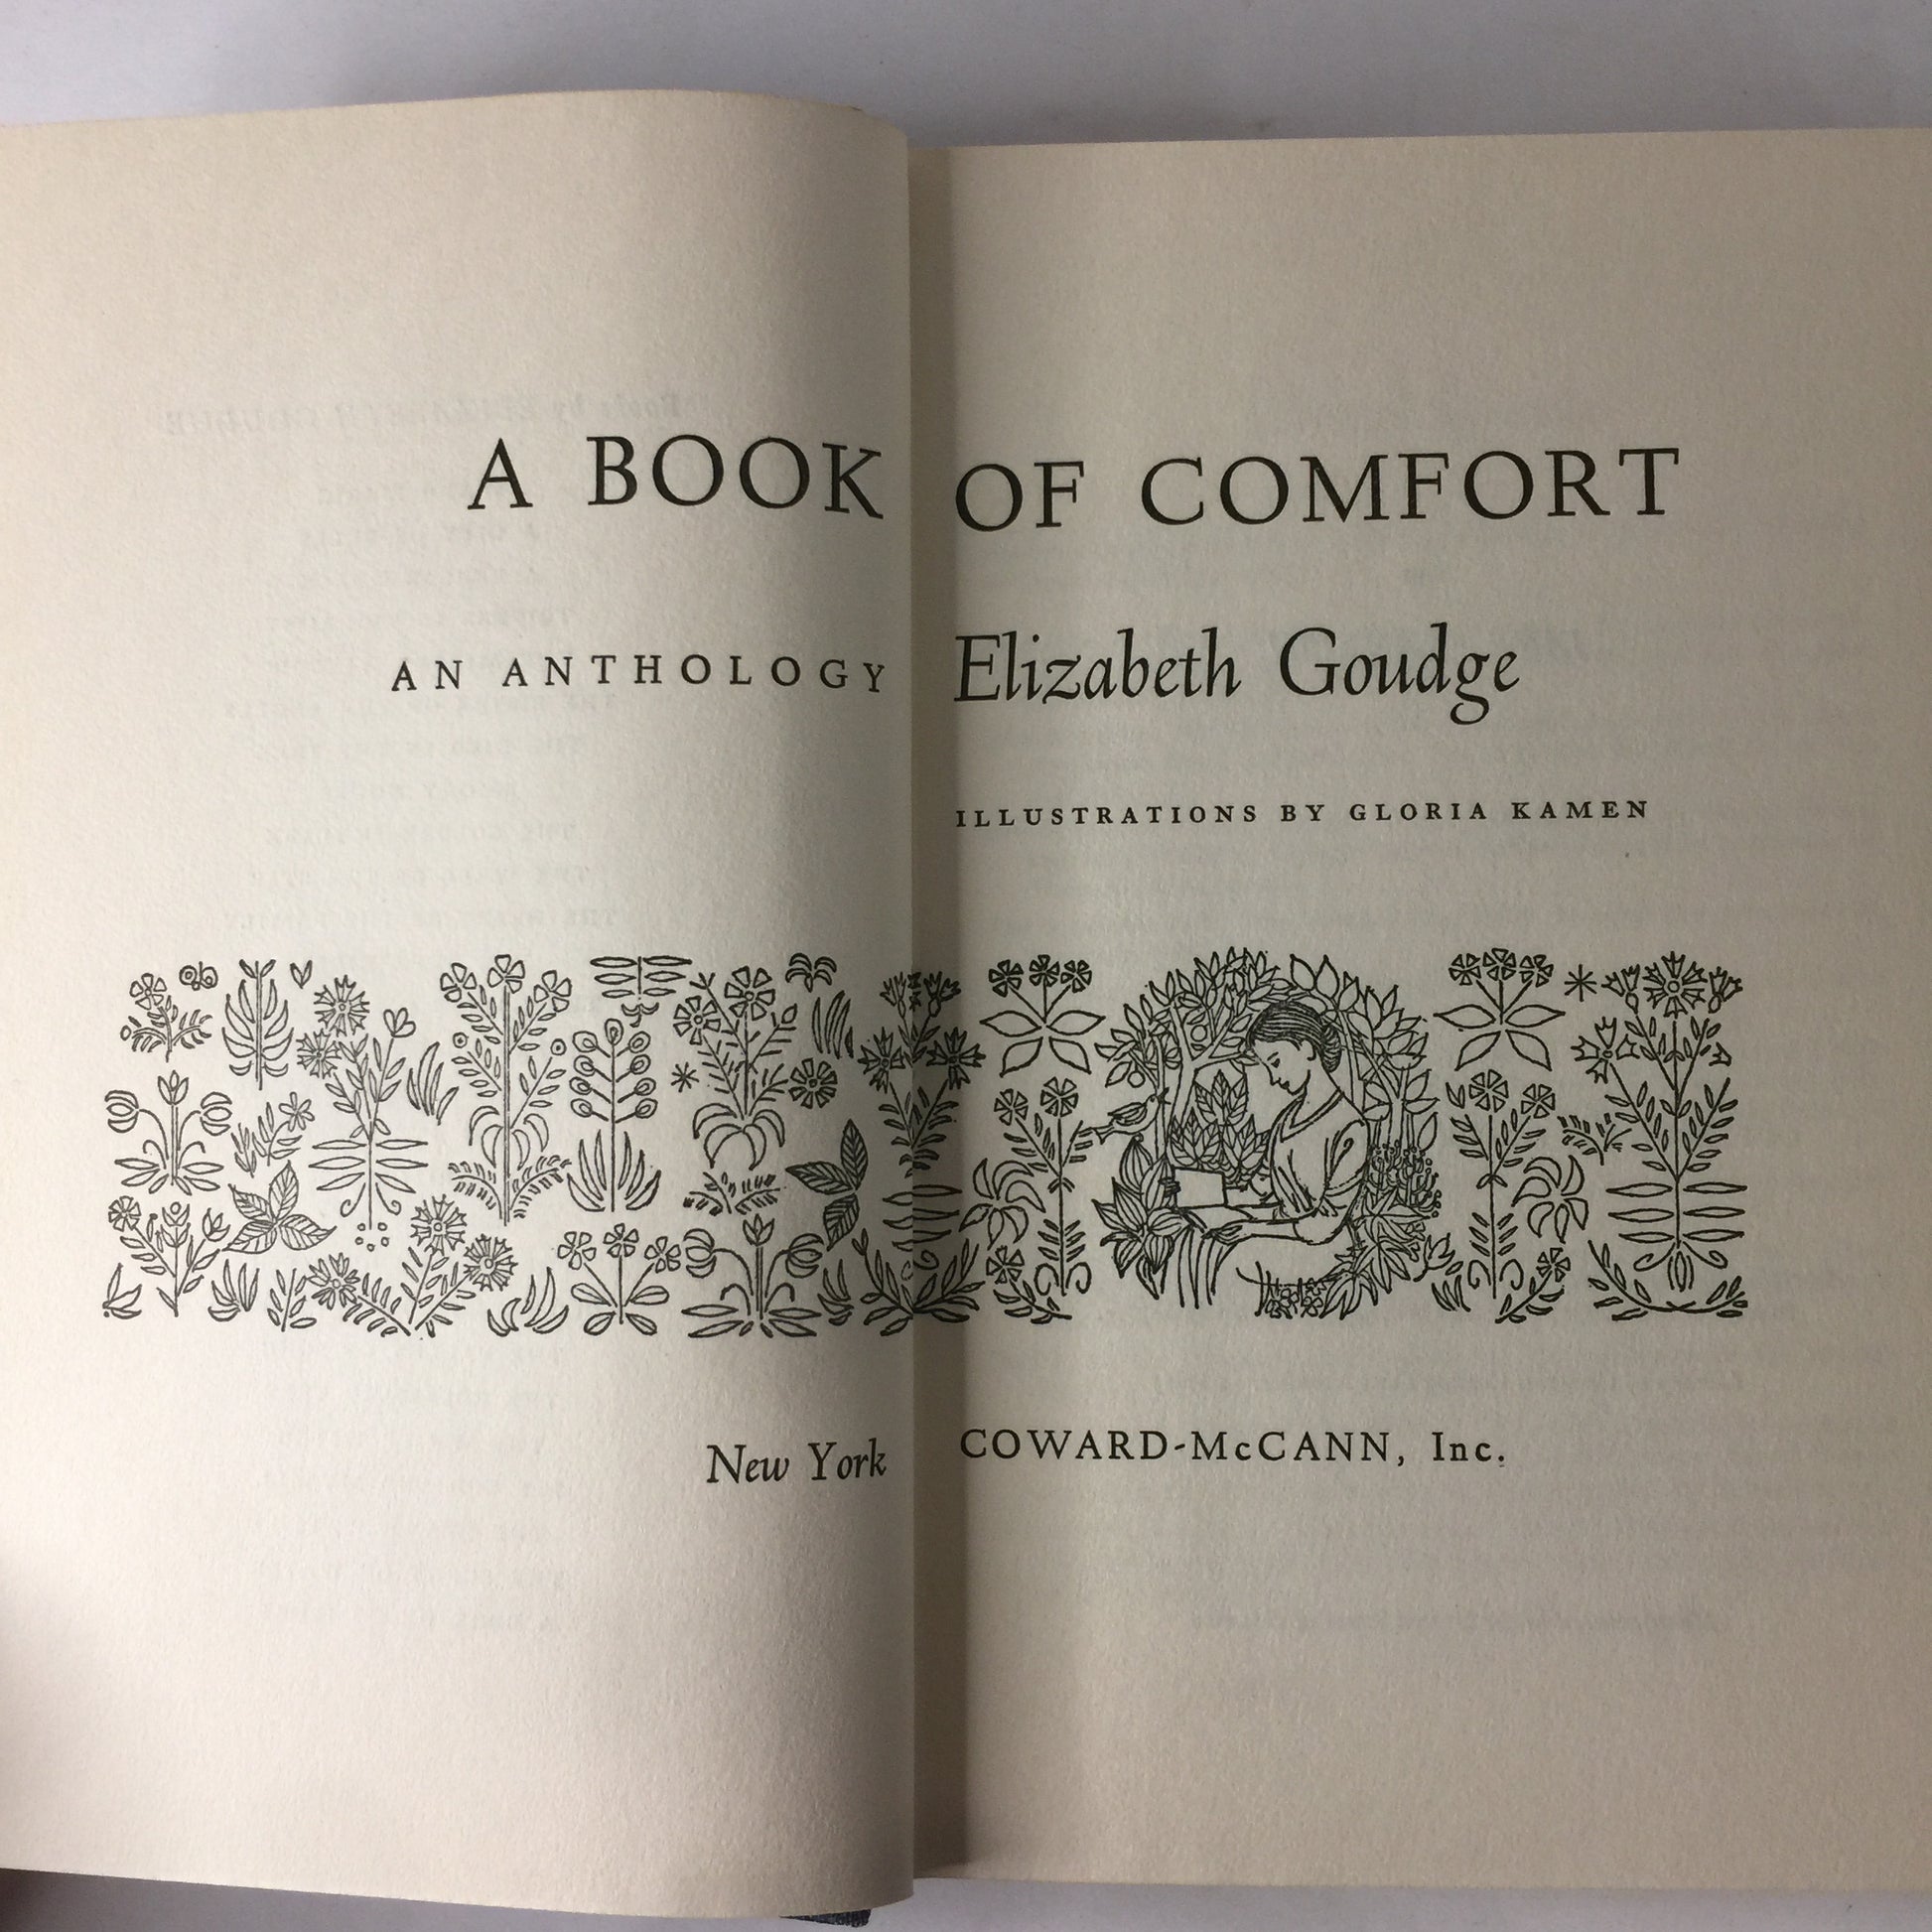 A BOOK OF COMFORT
AN ANTHOLOGY Elizabeth Goudge
ILLUSTRATIONS BY GLORIA KAMEN
New York COWARD-McCANN, Inc.